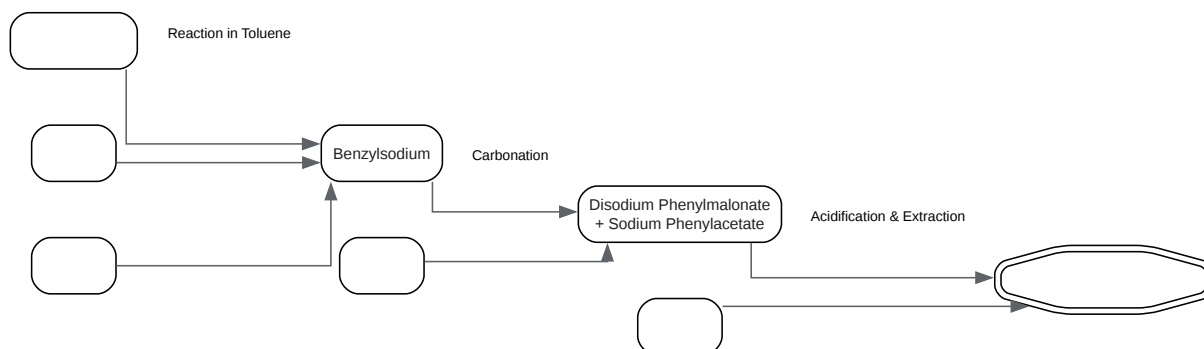 Reaction in Toluene
Benzylsodium
Carbonation
Disodium Phenylmalonate
+ Sodium Phenylacetate
Acidification & Extraction